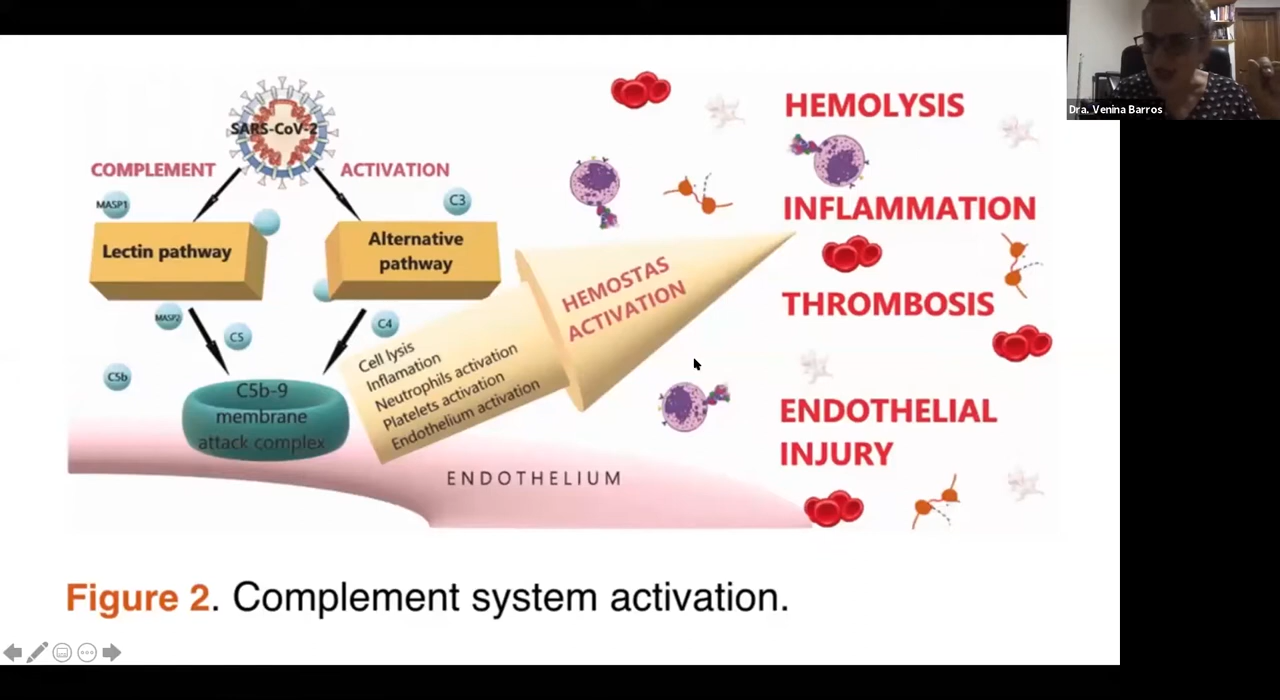 Dra. Venina Barros
SARS-CoV-2
COMPLEMENT
ACTIVATION
MASP1
C3
Lectin pathway
Alternative
pathway
MASP2
C5
C4
C5b
C5b-9
membrane
attack complex
Cell lysis
Inflamation
Neutrophils activation
Platelets activation
Endothelium activation
HEMOSTAS
ACTIVATION
ENDOTHELIUM
HEMOLYSIS
INFLAMMATION
THROMBOSIS
ENDOTHELIAL
INJURY
Figure 2. Complement system activation.